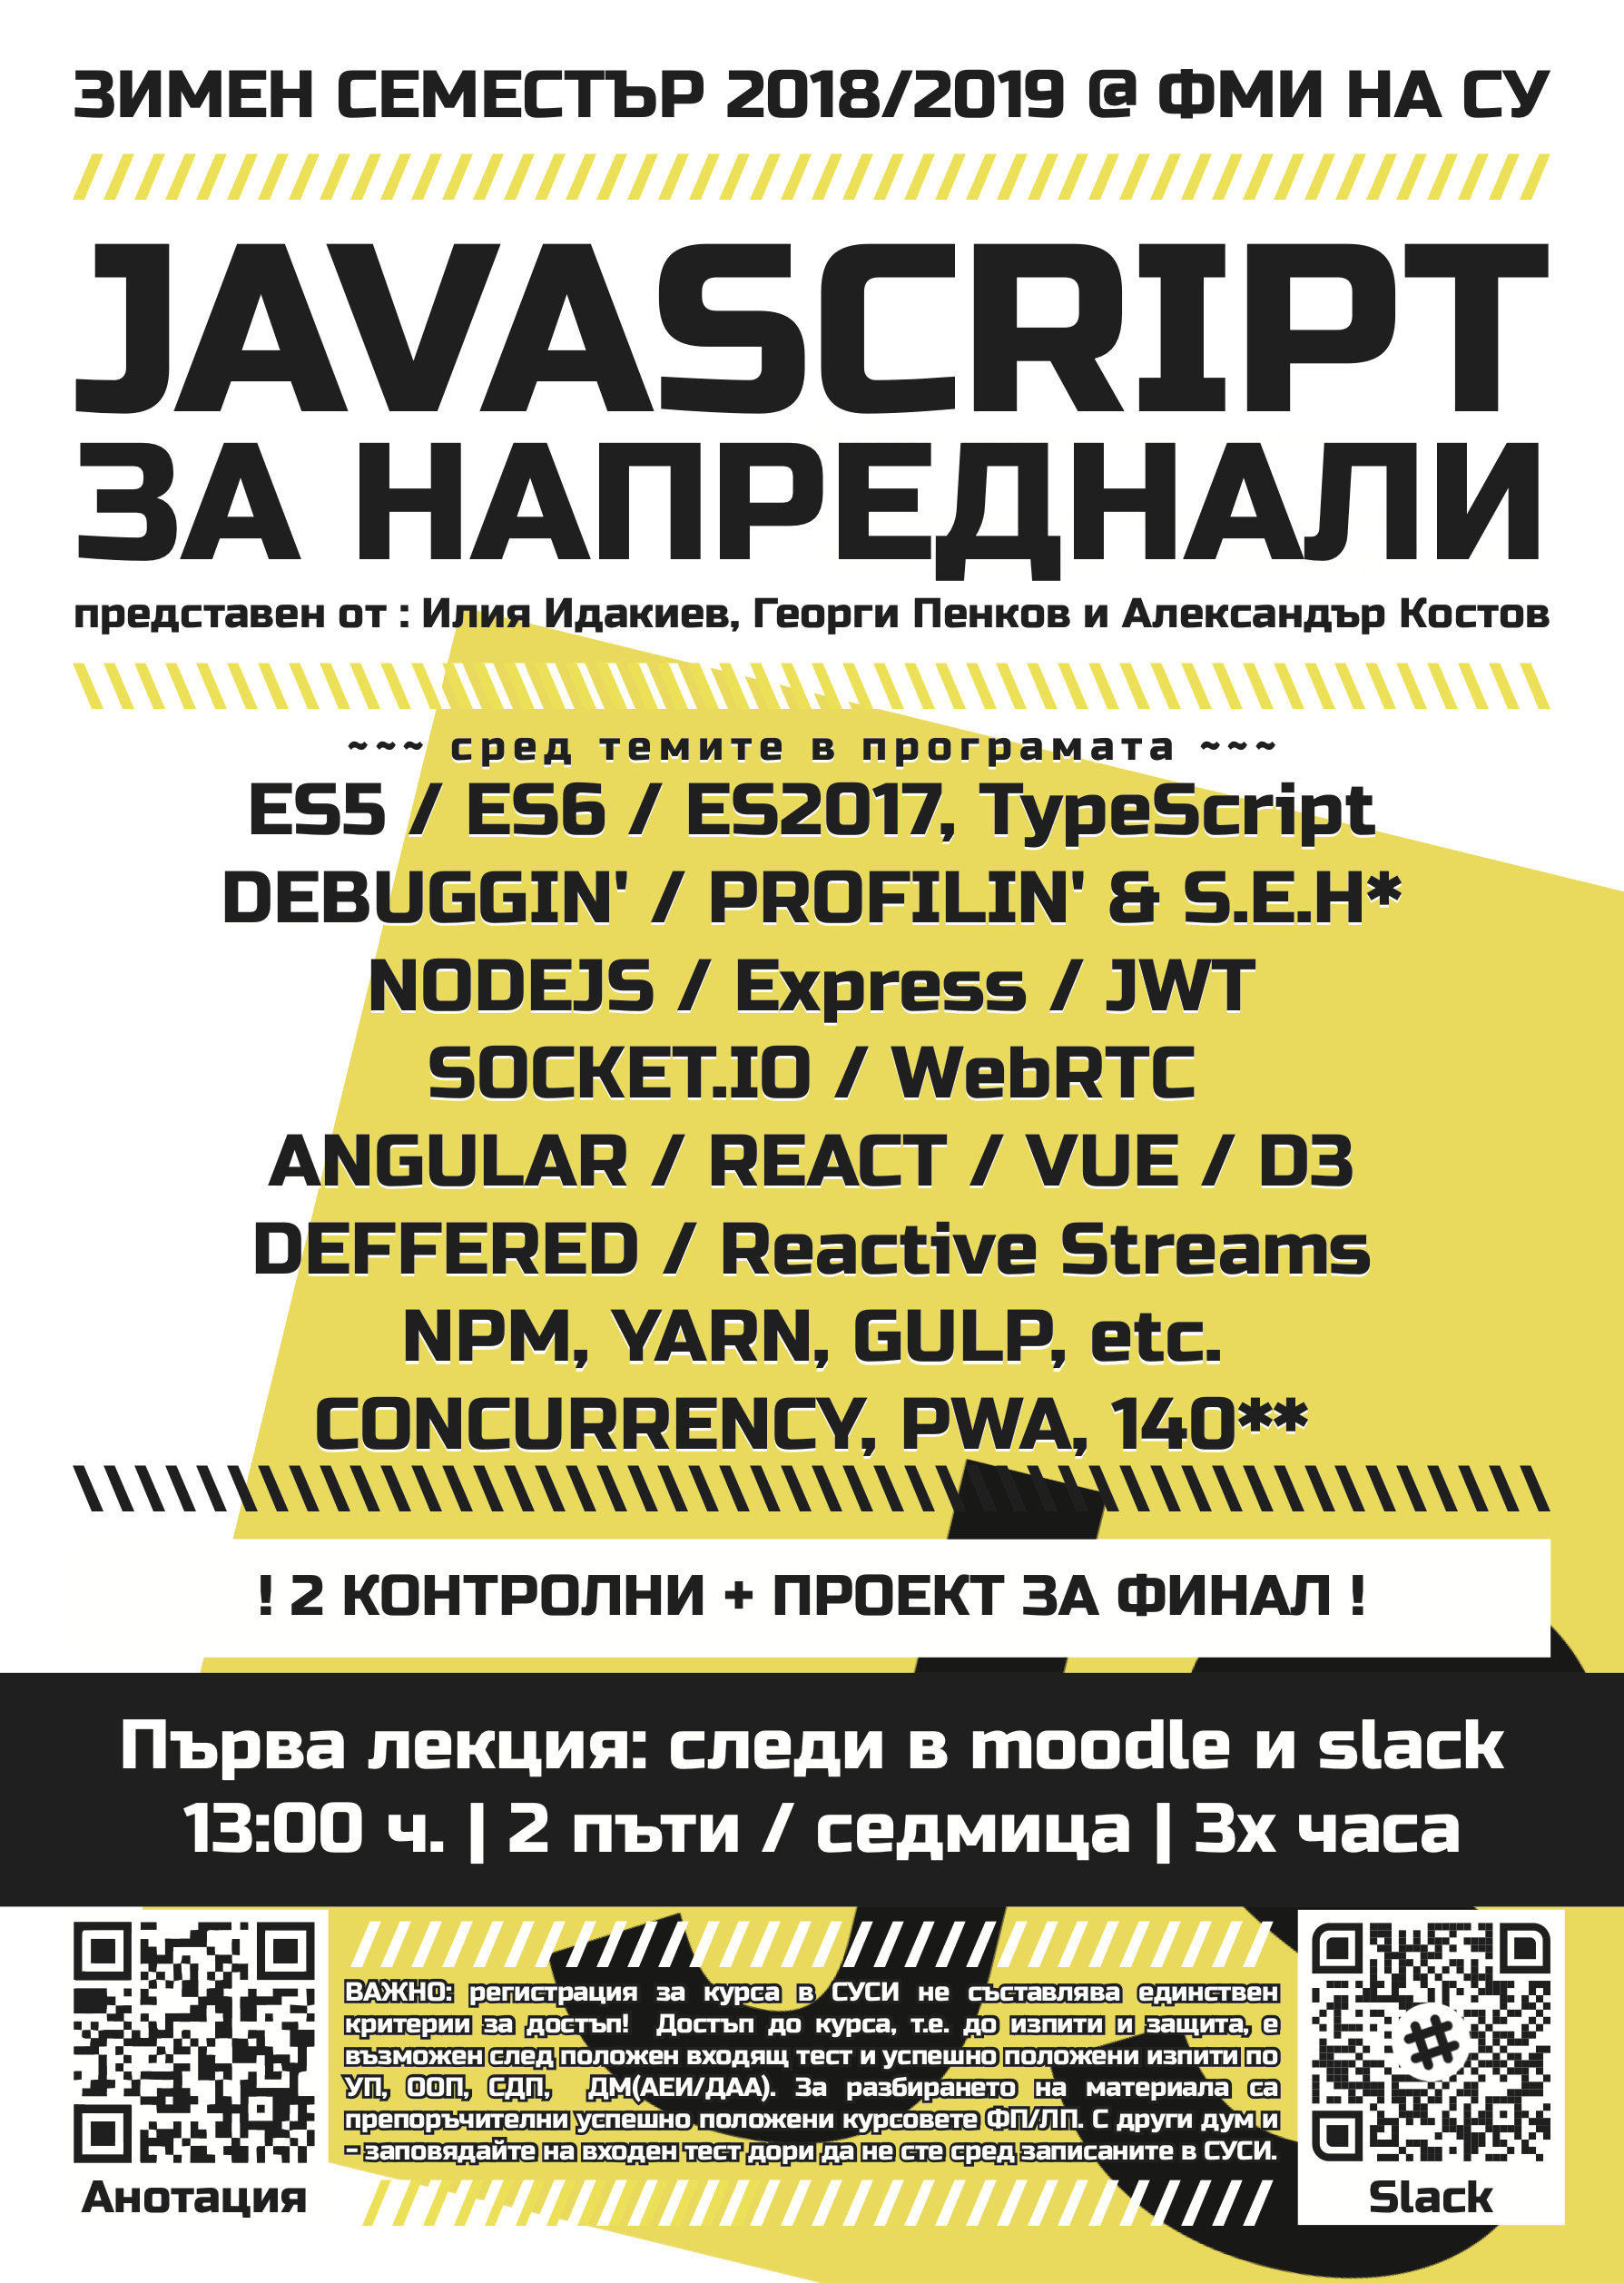 ЗИМЕН СЕМЕСТЪР 2018/2019 @ ФМИ НА СУ
JAVASCRIPT
ЗА НАПРЕДНАЛИ
представен от : Илия Идакиев, Георги Пенков и Александър Костов
~~~ сред темите в програмата ~~~
ES5 / ES6 / ES2017, TypeScript
DEBUGGIN' / PROFILIN' & S.E.H*
NODEJS / Express / JWT
SOCKET.IO / WebRTC
ANGULAR / REACT / VUE / D3
DEFFERED / Reactive Streams
NPM, YARN, GULP, etc.
CONCURRENCY, PWA, 140**
! 2 КОНТРОЛНИ + ПРОЕКТ ЗА ФИНАЛ !
Първа лекция: следи в moodle и slack
13:00 ч. | 2 пъти / седмица | 3x часа
ВАЖНО: регистрация за курса в СУСИ не съставлява единствен
критерии за достъп! Достъп до курса, т.е. до изпити и защита, е
възможен след положен входящ тест и успешно положени изпити по
УП, ООП, СДП, ДМ(АЕИ/ДАА). За разбирането на материала са
препоръчителни успешно положени курсовете ФП/ЛП. С други дум и
- заповядайте на входен тест дори да не сте сред записаните в СУСИ.
Анотация
Slack